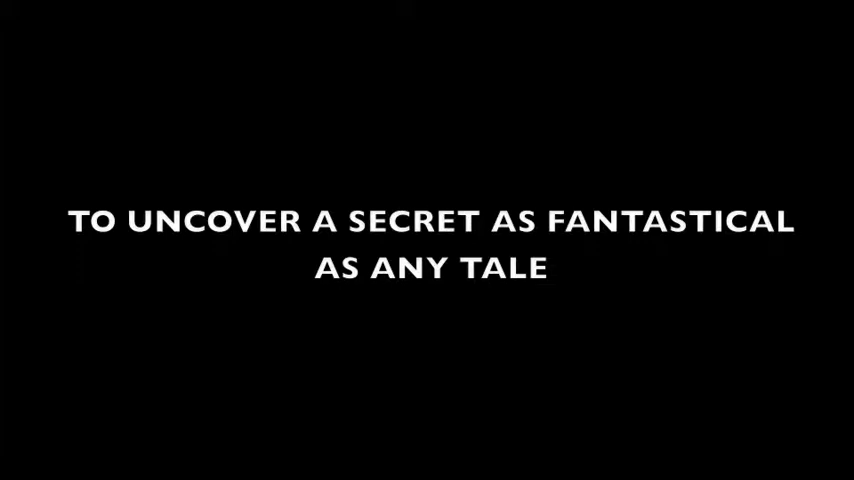 TO UNCOVER A SECRET AS FANTASTICAL
AS ANY TALE